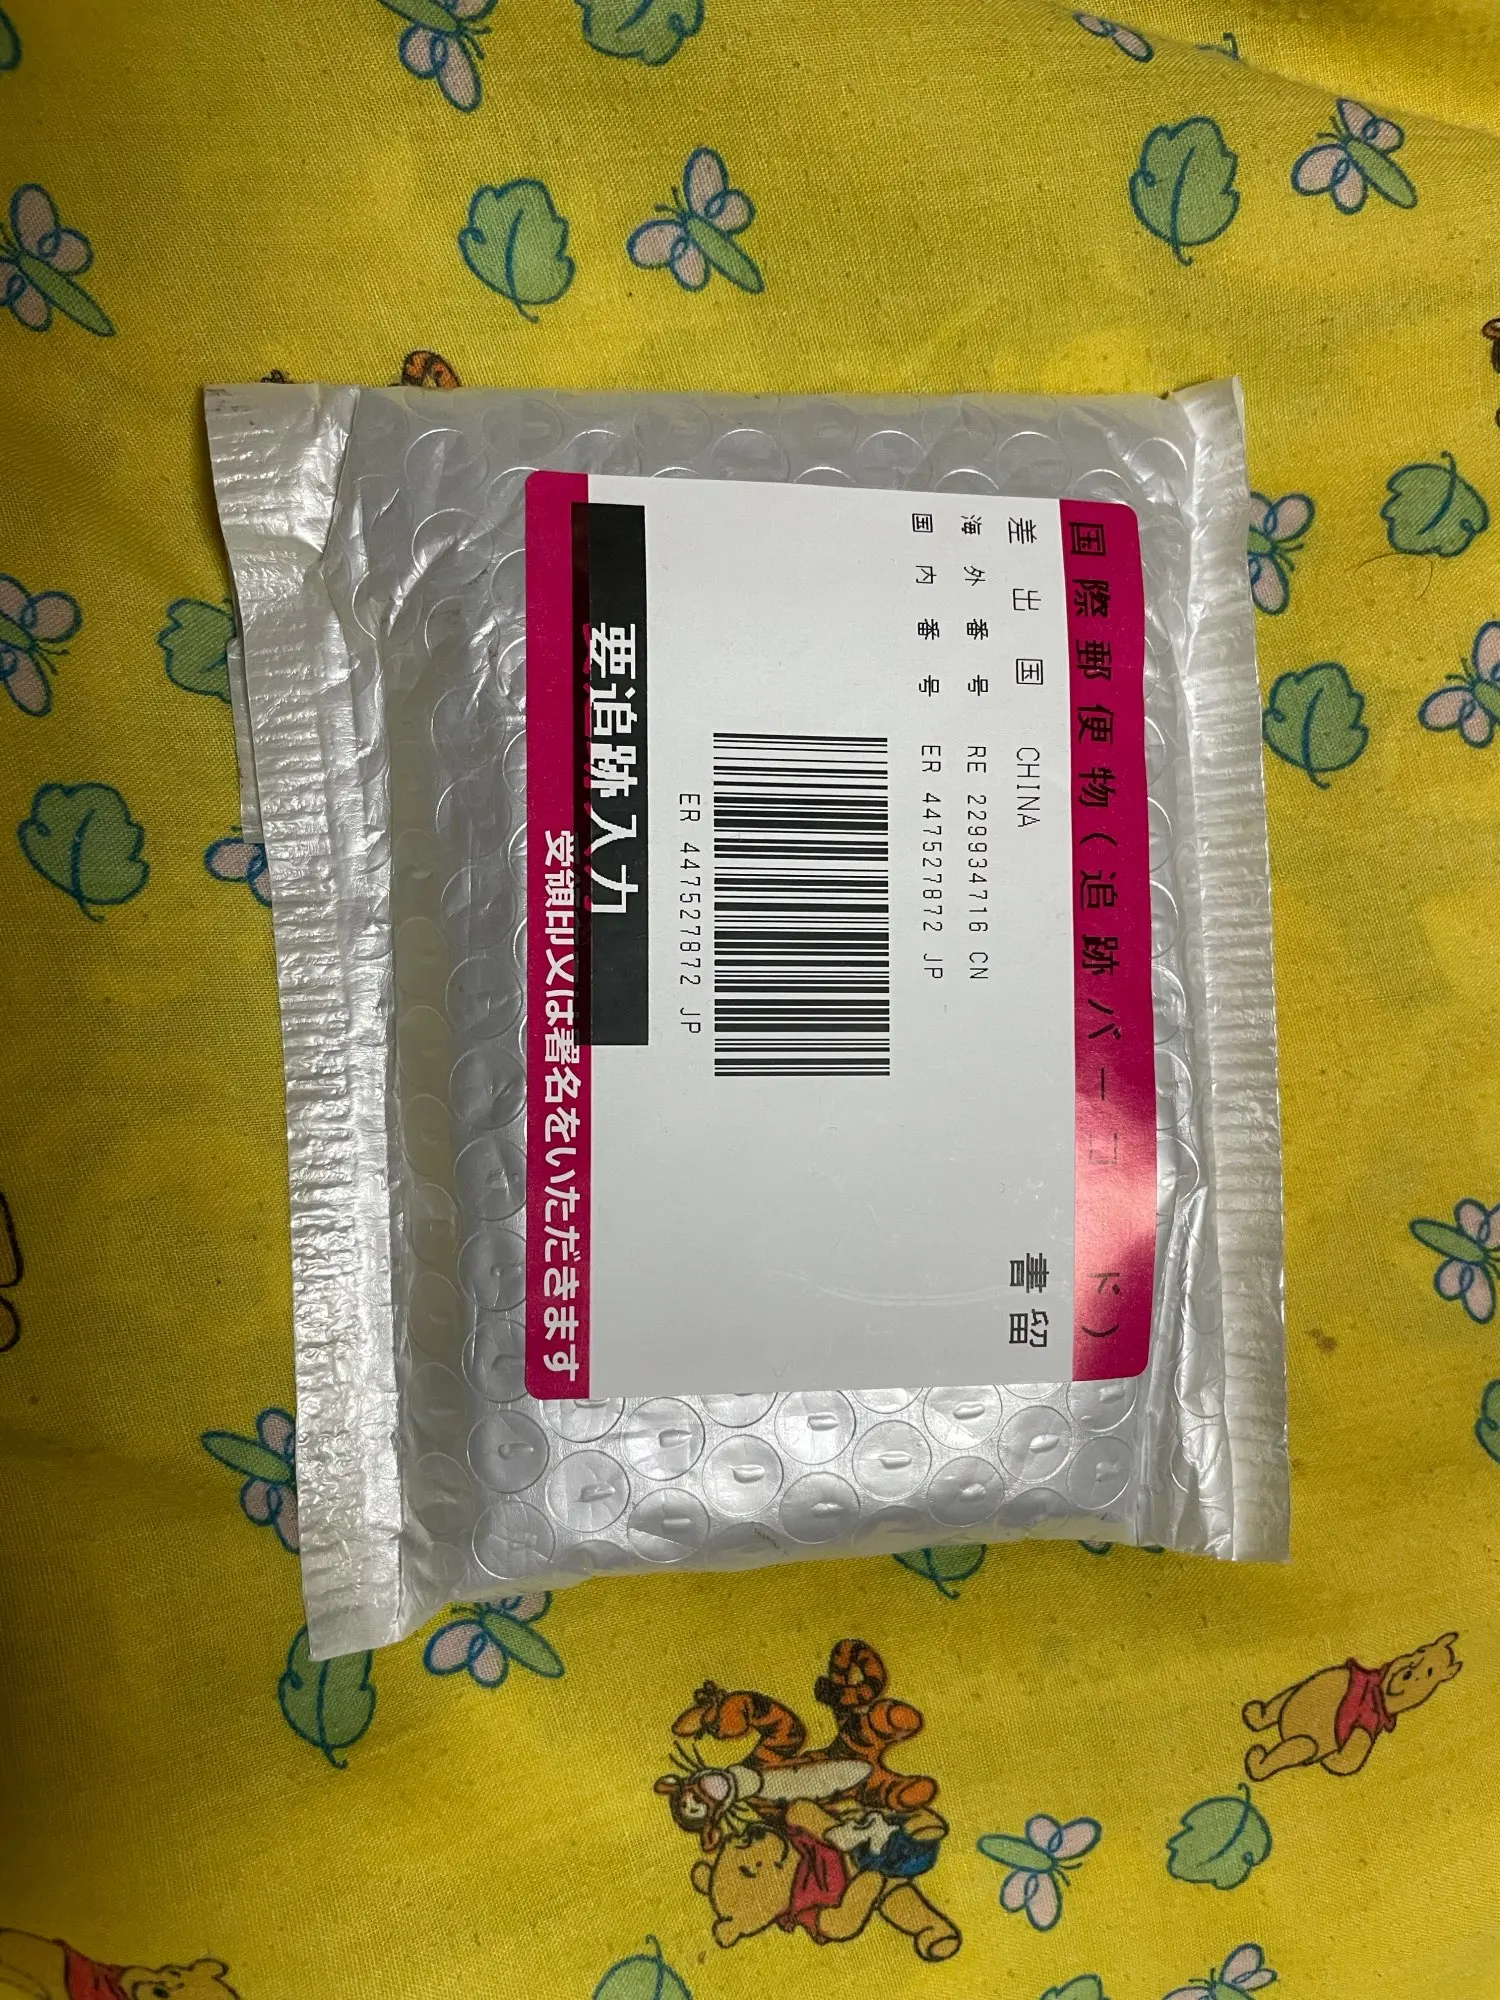 国際郵便物(追跡バーコード)
差出国 CHINA 書留
海外番号 RE 229934716 CN
国内番号 ER 447527872 JP
ER 447527872 JP
要追跡入力
受領印又は署名をいただきます